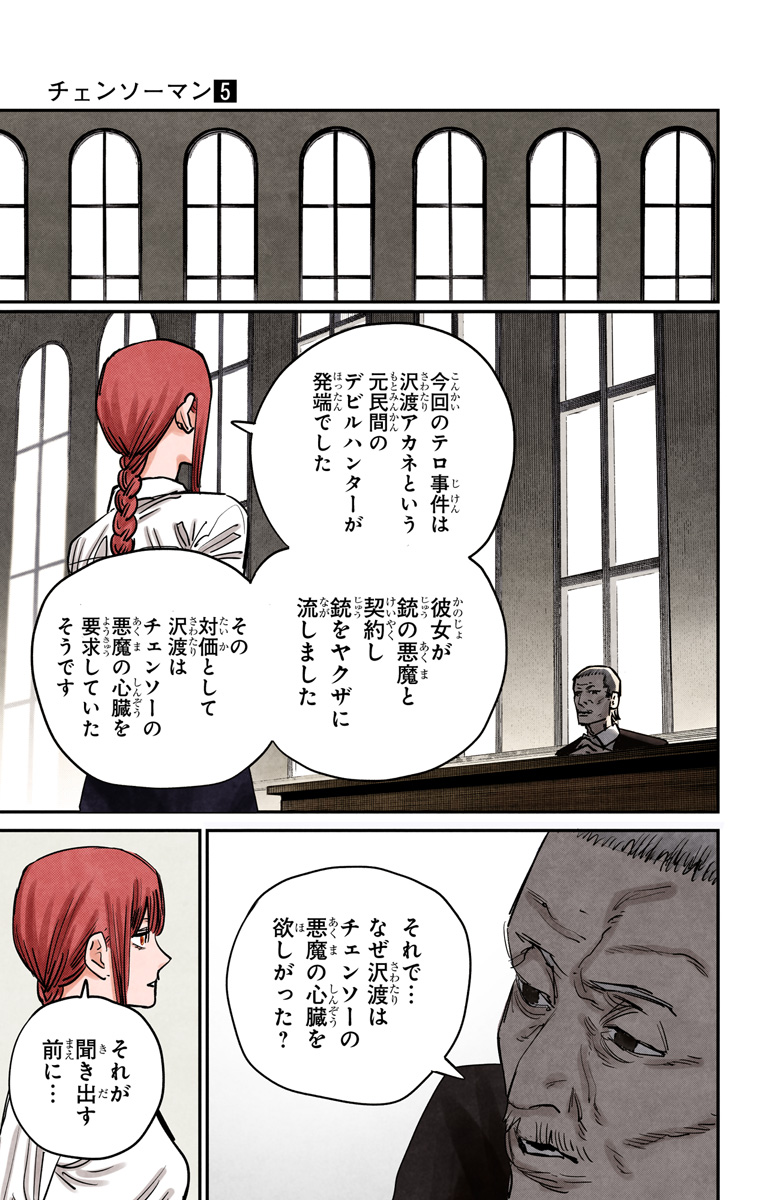 チェンソーマン5
今回のテロ事件は
沢渡アカネという
元民間の
デビルハンターが
発端でした
彼女が
銃の悪魔と
契約し
銃をヤクザに
流しました
その
対価として
沢渡は
チェンソーの
悪魔の心臓を
要求していた
そうです
それで…
なぜ沢渡は
チェンソーの
悪魔の心臓を
欲しがった?
それが
聞き出す
前に…